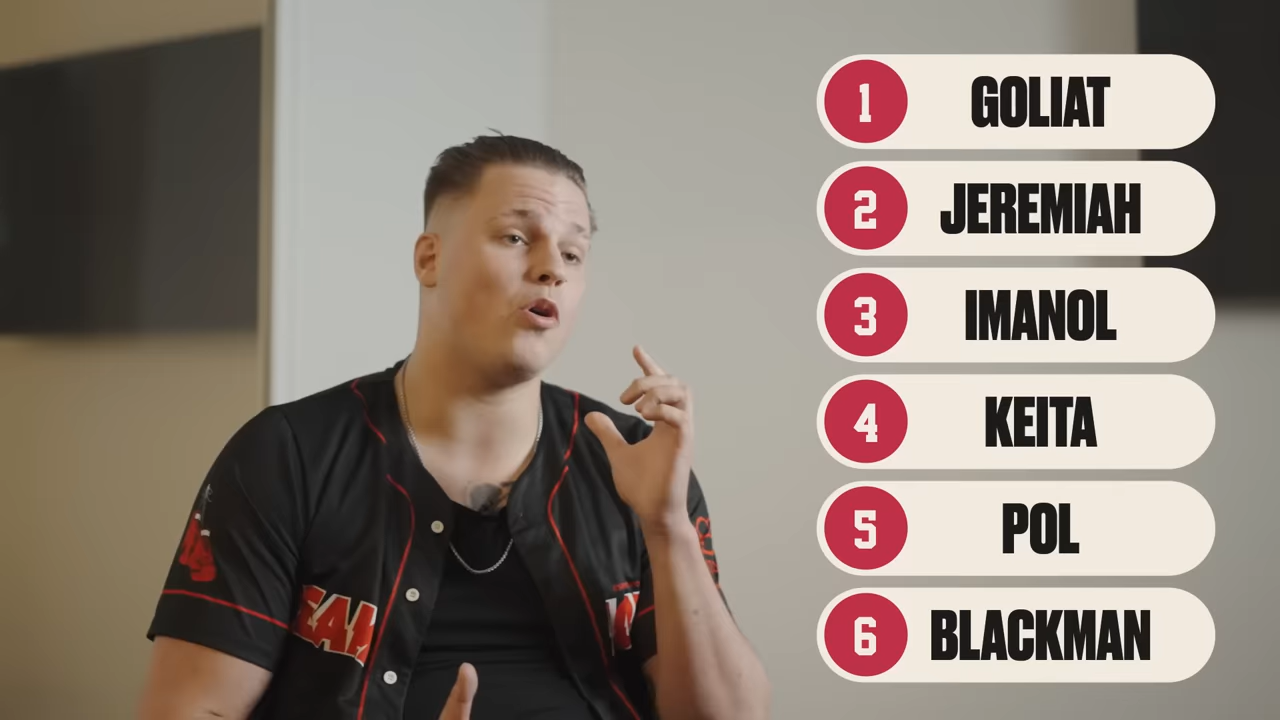 1 GOLIAT
2 JEREMIAH
3 IMANOL
4 KEITA
5 POL
6 BLACKMAN